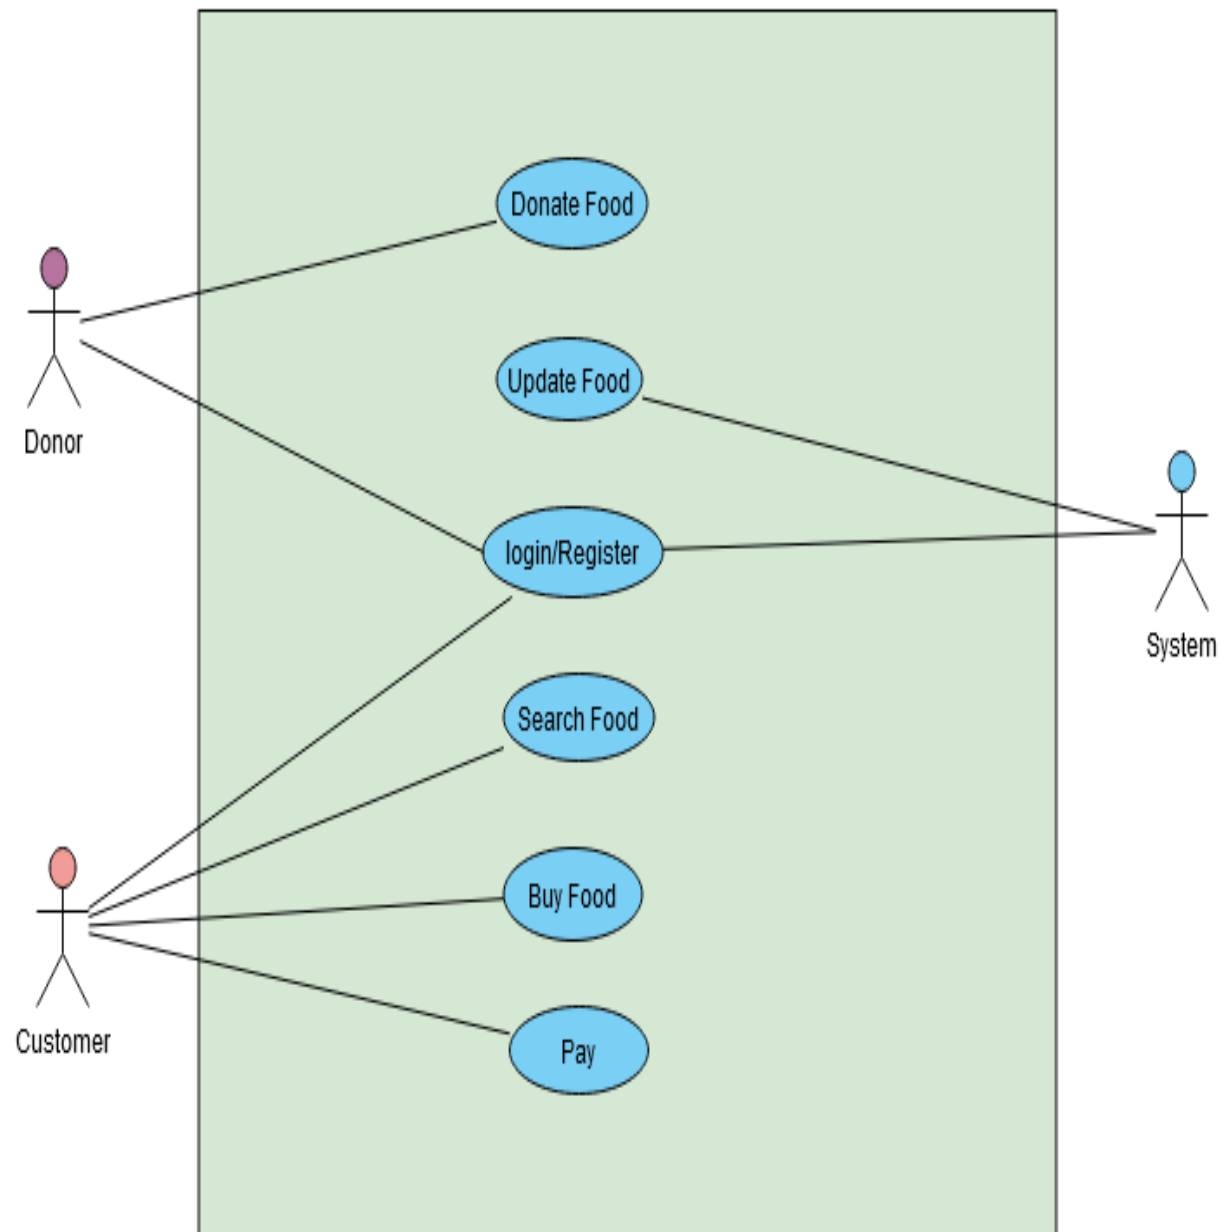 Donate Food
Donor
Update Food
System
login/Register
Search Food
Customer
Buy Food
Pay